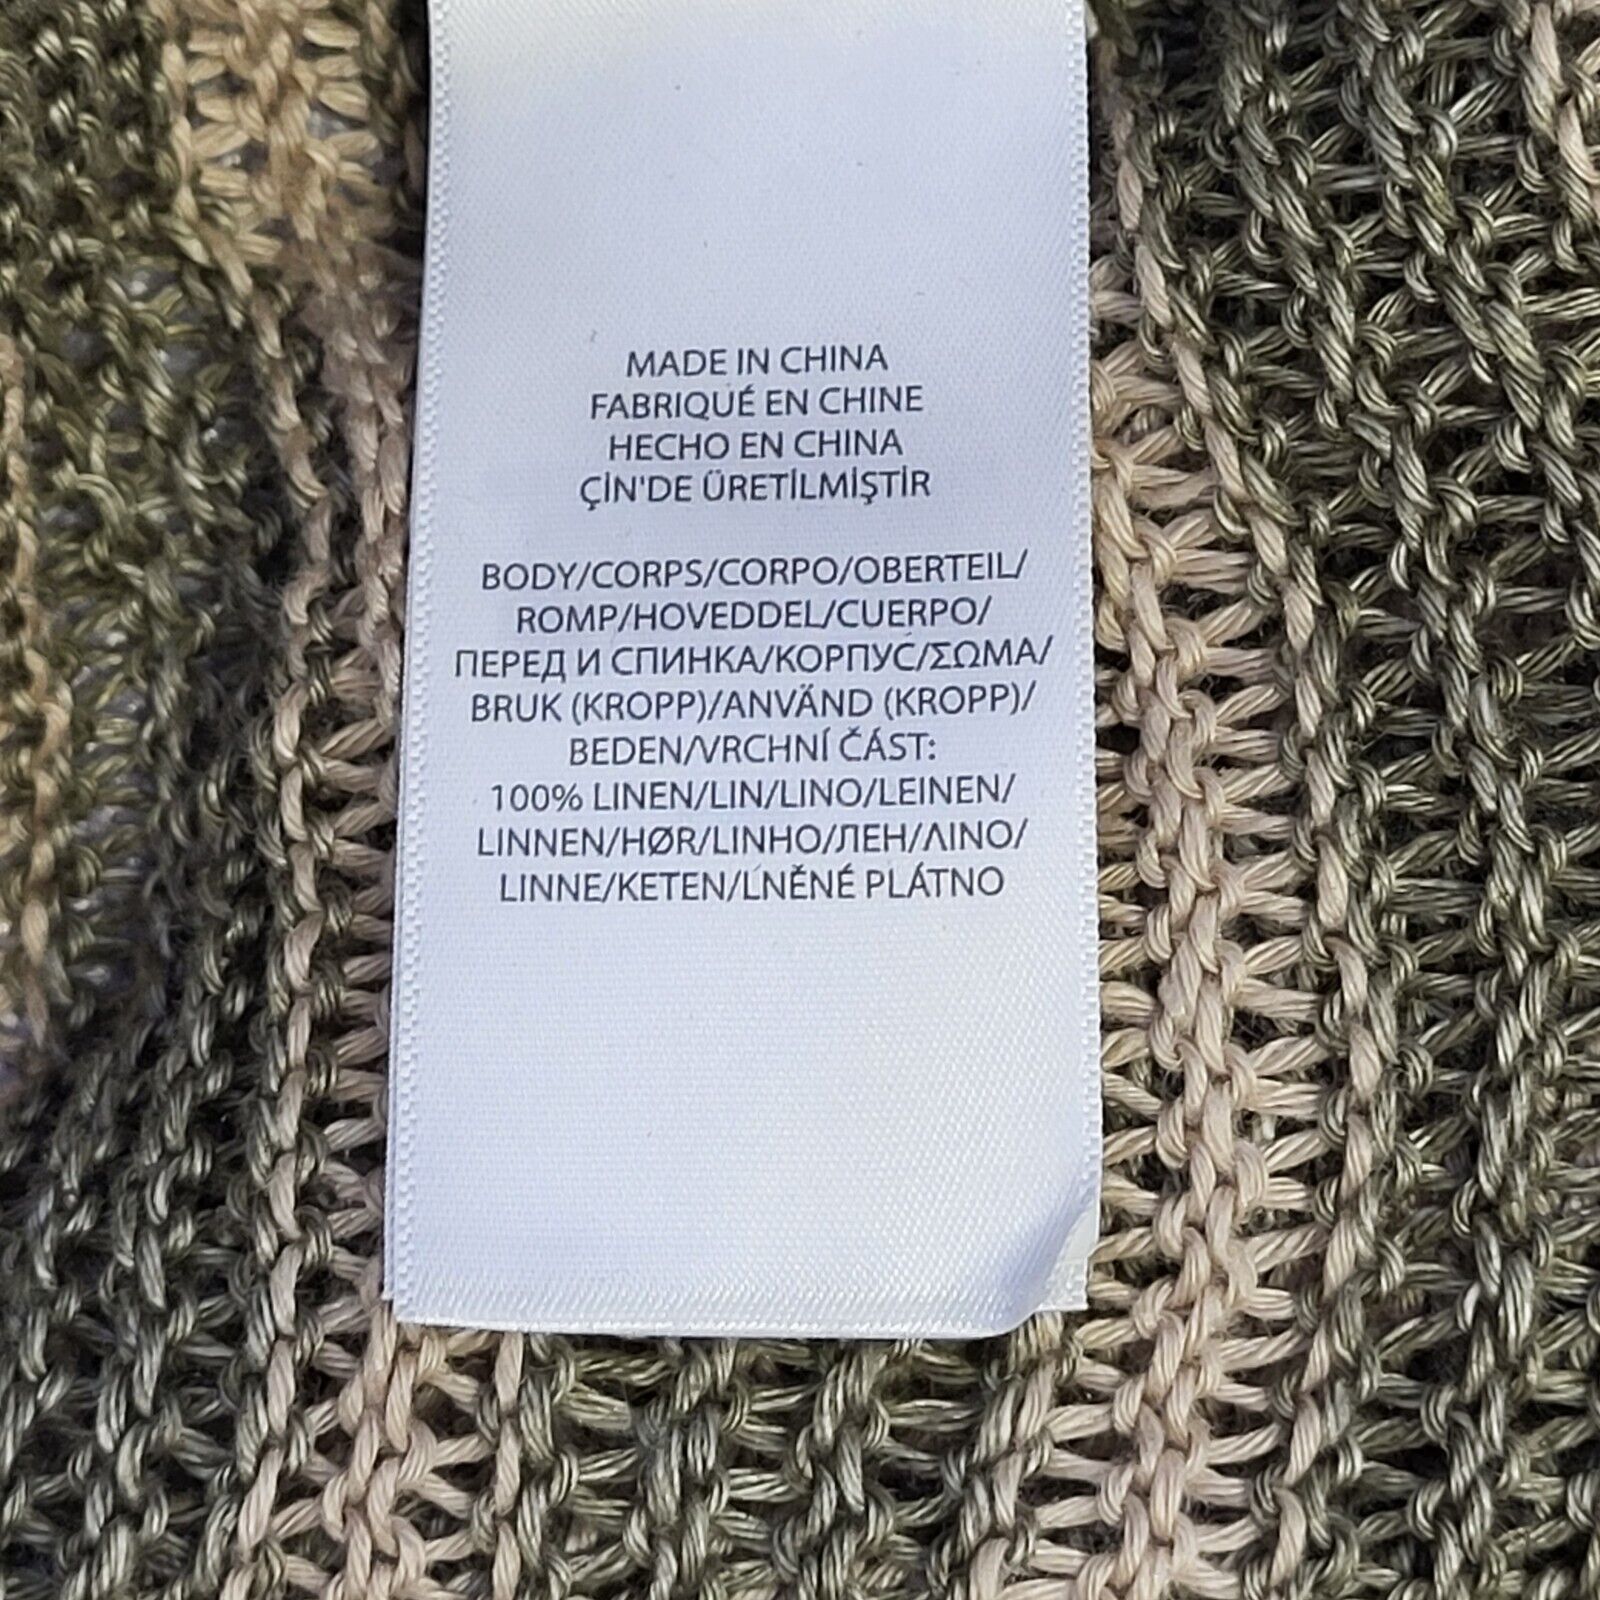 MADE IN CHINA
FABRIQUÉ EN CHINE
HECHO EN CHINA
ÇİN'DE ÜRETİLMİŞTİR
BODY/CORPS/CORPO/OBERTEIL/
ROMP/HOVEDDEL/CUERPO/
ПЕРЕД И СПИНКА/КОРПУС/ΣΩΜΑ/
BRUK (KROPP)/ANVÄND (KROPP)/
BEDEN/VRCHNÍ ČÁST:
100% LINEN/LIN/LINO/LEINEN/
LINNEN/HØR/LINHO/ЛЕН/ΛΙΝΟ/
LINNE/KETEN/LNĚNÉ PLÁTNO